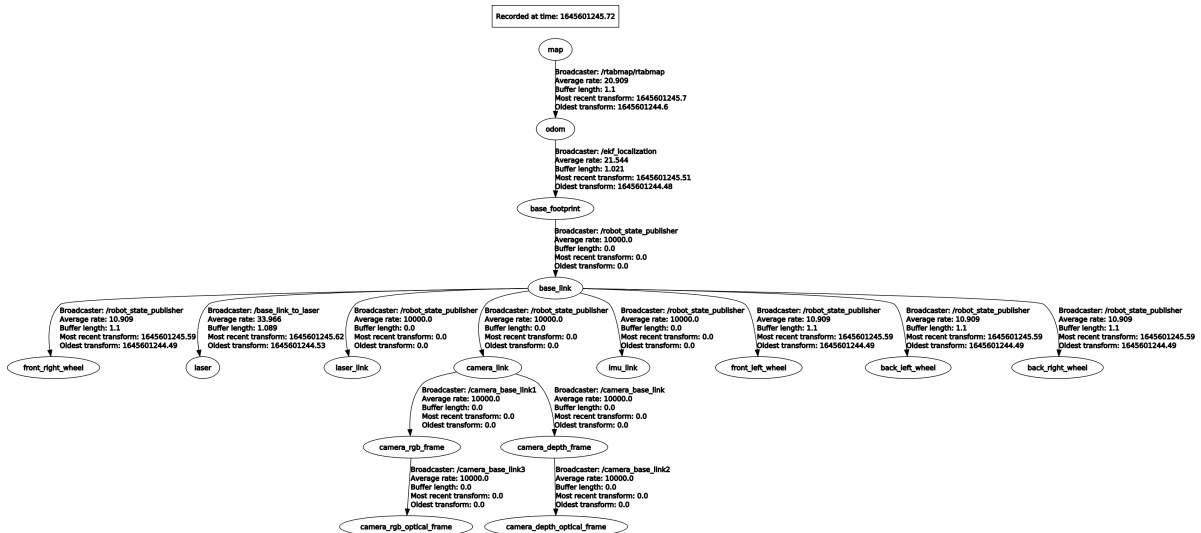 Recorded at time: 1645601245.72
map
Broadcaster: /rtabmap/rtabmap
Average rate: 20.909
Buffer length: 1.1
Most recent transform: 1645601245.7
Oldest transform: 1645601244.6
odom
Broadcaster: /ekf_localization
Average rate: 21.544
Buffer length: 1.021
Most recent transform: 1645601245.51
Oldest transform: 1645601244.48
base_footprint
Broadcaster: /robot_state_publisher
Average rate: 10000.0
Buffer length: 0.0
Most recent transform: 0.0
Oldest transform: 0.0
base_link
Broadcaster: /robot_state_publisher
Average rate: 10.909
Buffer length: 1.1
Most recent transform: 1645601245.59
Oldest transform: 1645601244.49
front_right_wheel
Broadcaster: /base_link_to_laser
Average rate: 33.966
Buffer length: 1.089
Most recent transform: 1645601245.62
Oldest transform: 1645601244.53
laser
Broadcaster: /robot_state_publisher
Average rate: 10000.0
Buffer length: 0.0
Most recent transform: 0.0
Oldest transform: 0.0
laser_link
Broadcaster: /robot_state_publisher
Average rate: 10000.0
Buffer length: 0.0
Most recent transform: 0.0
Oldest transform: 0.0
camera_link
Broadcaster: /robot_state_publisher
Average rate: 10000.0
Buffer length: 0.0
Most recent transform: 0.0
Oldest transform: 0.0
imu_link
Broadcaster: /robot_state_publisher
Average rate: 10.909
Buffer length: 1.1
Most recent transform: 1645601245.59
Oldest transform: 1645601244.49
front_left_wheel
Broadcaster: /robot_state_publisher
Average rate: 10.909
Buffer length: 1.1
Most recent transform: 1645601245.59
Oldest transform: 1645601244.49
back_left_wheel
Broadcaster: /robot_state_publisher
Average rate: 10.909
Buffer length: 1.1
Most recent transform: 1645601245.59
Oldest transform: 1645601244.49
back_right_wheel
Broadcaster: /camera_base_link1
Average rate: 10000.0
Buffer length: 0.0
Most recent transform: 0.0
Oldest transform: 0.0
camera_rgb_frame
Broadcaster: /camera_base_link
Average rate: 10000.0
Buffer length: 0.0
Most recent transform: 0.0
Oldest transform: 0.0
camera_depth_frame
Broadcaster: /camera_base_link3
Average rate: 10000.0
Buffer length: 0.0
Most recent transform: 0.0
Oldest transform: 0.0
camera_rgb_optical_frame
Broadcaster: /camera_base_link2
Average rate: 10000.0
Buffer length: 0.0
Most recent transform: 0.0
Oldest transform: 0.0
camera_depth_optical_frame